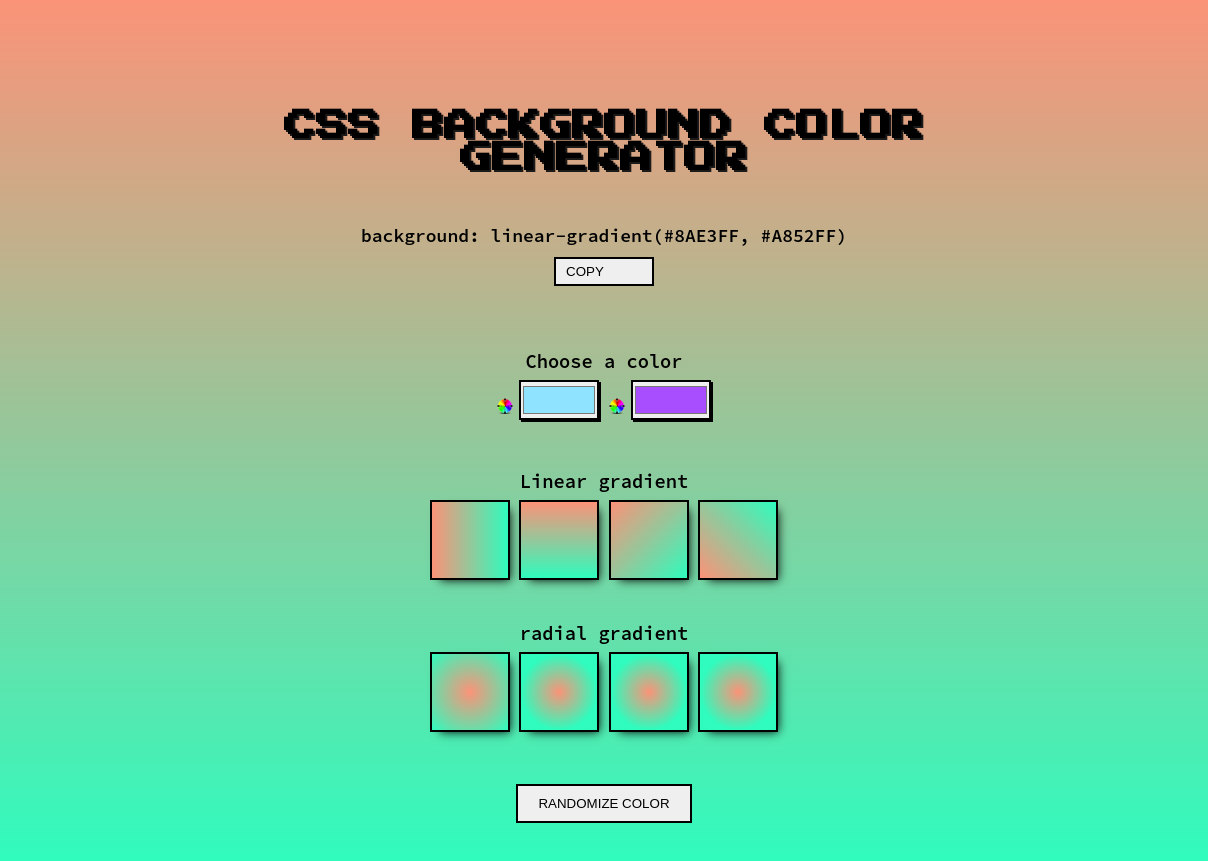 CSS BACKGROUND COLOR
GENERATOR
background: linear-gradient(#8AE3FF, #A852FF)
COPY
Choose a color
Linear gradient
radial gradient
RANDOMIZE COLOR